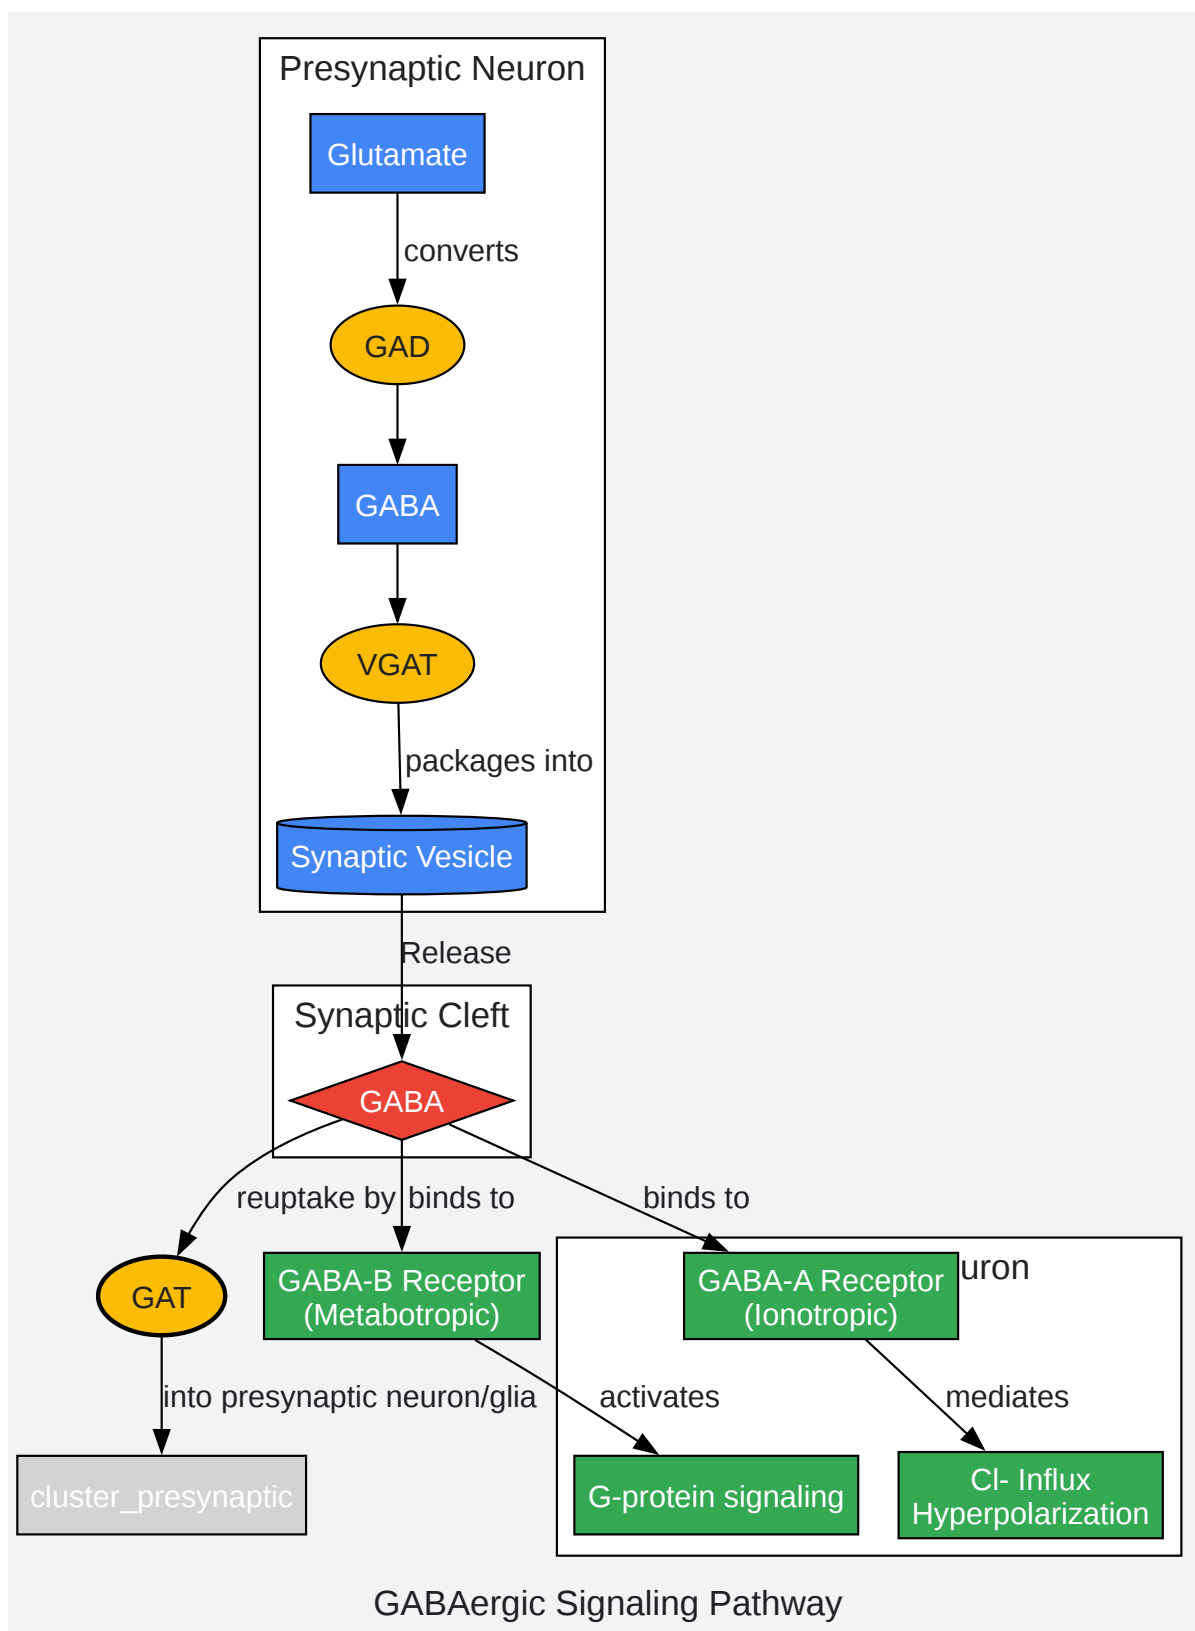 Presynaptic Neuron
Glutamate
converts
GAD
GABA
VGAT
packages into
Synaptic Vesicle
Release
Synaptic Cleft
GABA
reuptake by
binds to
binds to
uron
GAT
GABA-B Receptor
(Metabotropic)
GABA-A Receptor
(Ionotropic)
into presynaptic neuron/glia
activates
mediates
cluster_presynaptic
G-protein signaling
Cl- Influx
Hyperpolarization
GABAergic Signaling Pathway